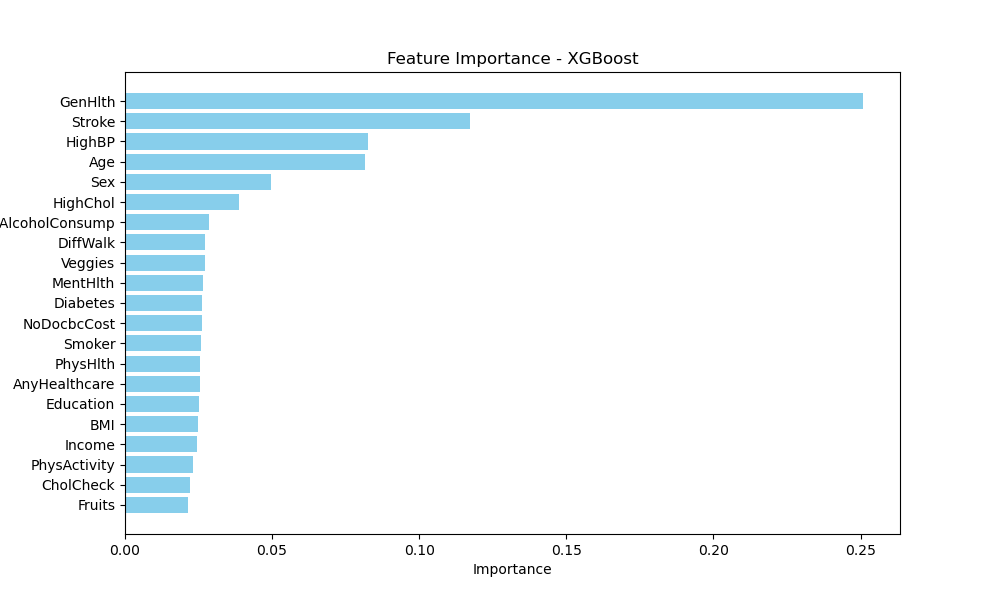 Feature Importance - XGBoost
GenHlth
Stroke
HighBP
Age
Sex
HighChol
AlcoholConsump
DiffWalk
Veggies
MentHlth
Diabetes
NoDocbcCost
Smoker
PhysHlth
AnyHealthcare
Education
BMI
Income
PhysActivity
CholCheck
Fruits
0.00 0.05 0.10 0.15 0.20 0.25
Importance